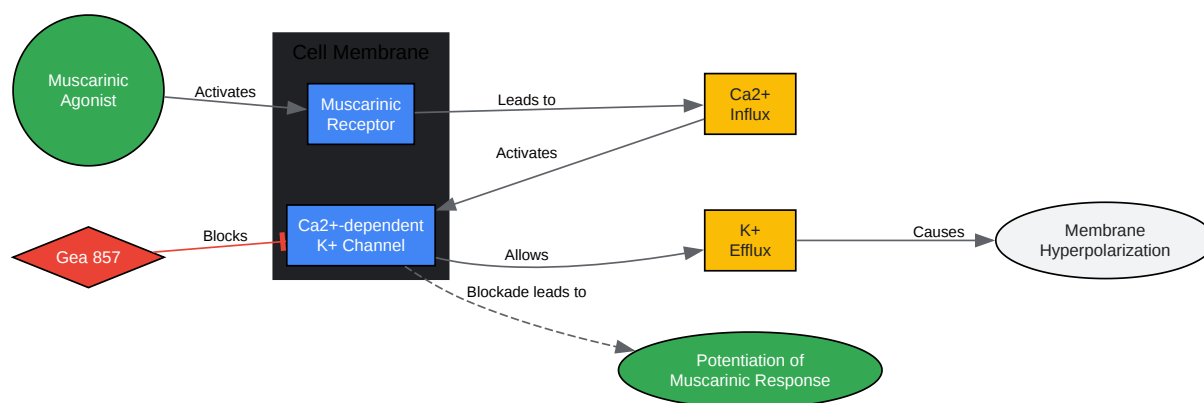 Cell Membrane
Muscarinic
Agonist
Activates
Muscarinic
Receptor
Leads to
Ca2+
Influx
Activates
Gea 857
Blocks
Ca2+-dependent
K+ Channel
Allows
K+
Efflux
Causes
Membrane
Hyperpolarization
Blockade leads to
Potentiation of
Muscarinic Response